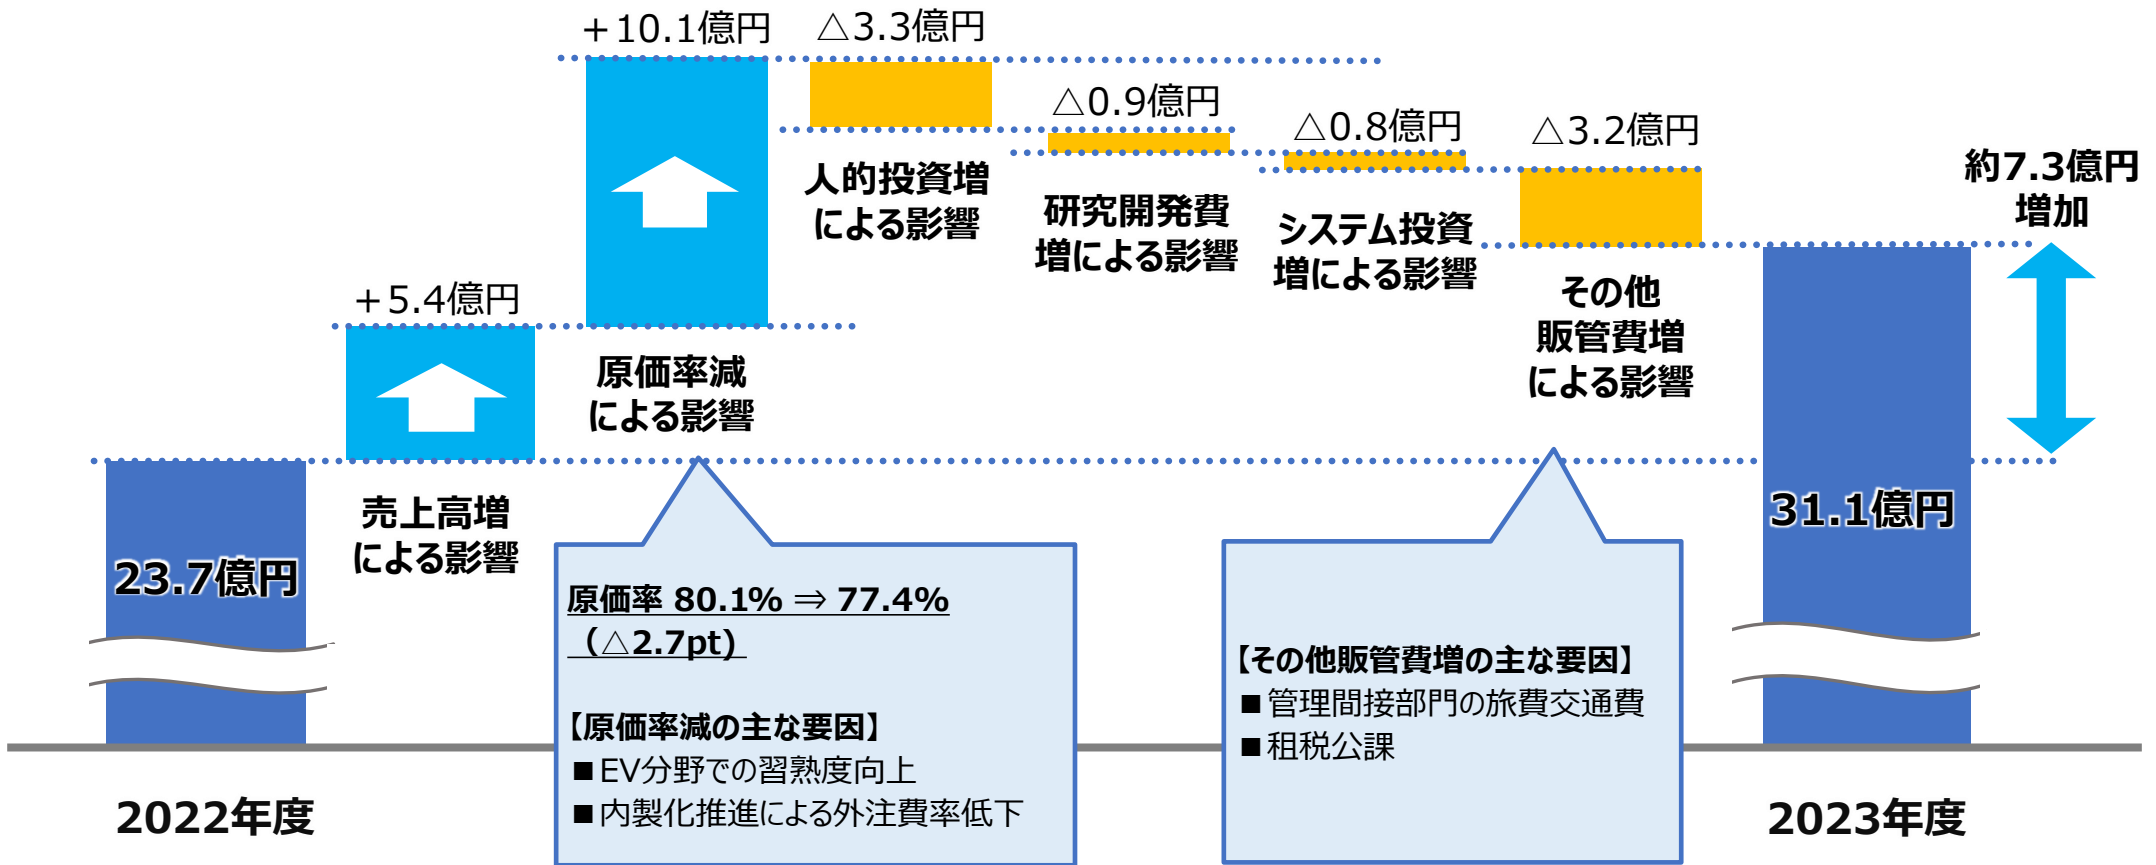 +10.1億円
△3.3億円
△0.9億円
△0.8億円
△3.2億円
約7.3億円
増加
人的投資増
による影響
研究開発費
増による影響
システム投資
増による影響
その他
販管費増
による影響
+5.4億円
原価率減
による影響
売上高増
による影響
23.7億円
31.1億円
原価率 80.1% ⇒ 77.4%
（△2.7pt）
【原価率減の主な要因】
■EV分野での習熟度向上
■内製化推進による外注費率低下
【その他販管費増の主な要因】
■管理間接部門の旅費交通費
■租税公課
2022年度
2023年度